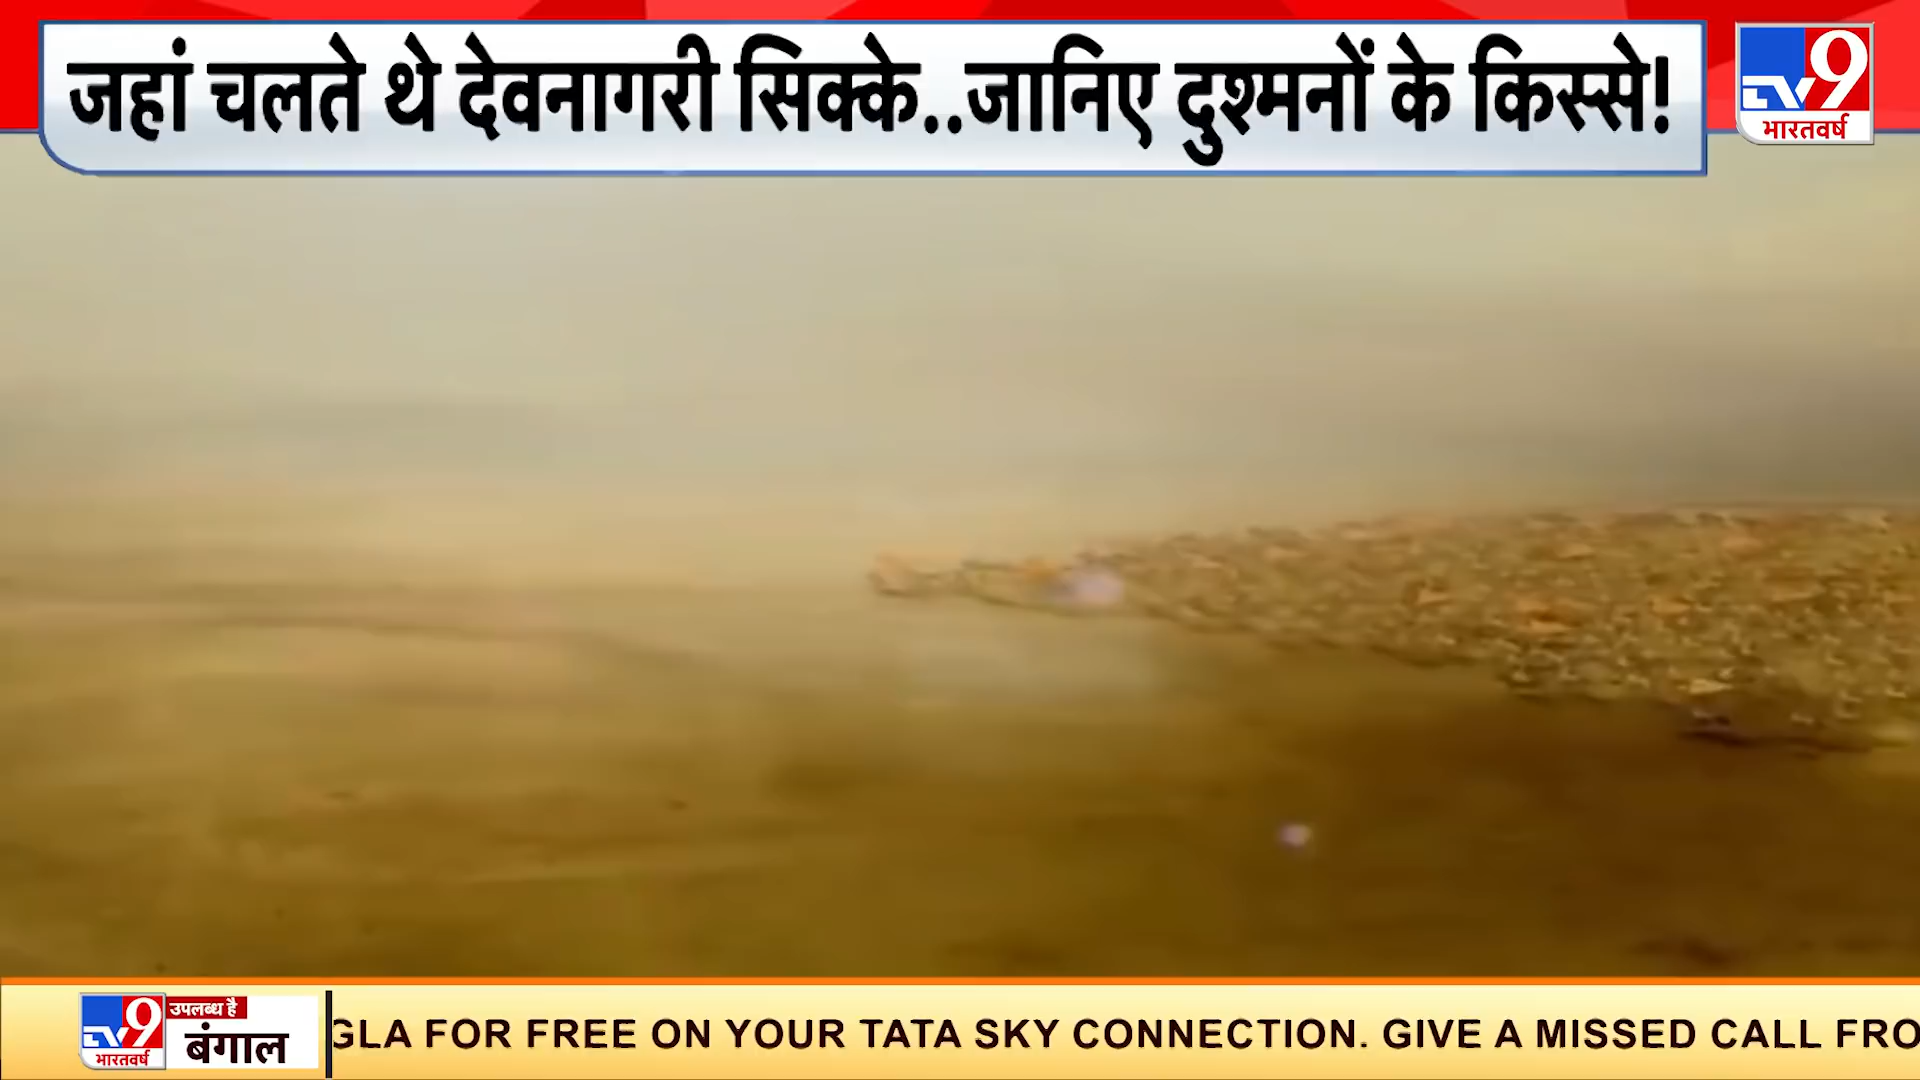 जहां चलते थे देवनागरी सिक्के..जानिए दुश्मनों के किस्से!
TV9
भारतवर्ष
TV9
भारतवर्ष
उपलब्ध है
बंगाल
GLA FOR FREE ON YOUR TATA SKY CONNECTION. GIVE A MISSED CALL FRO